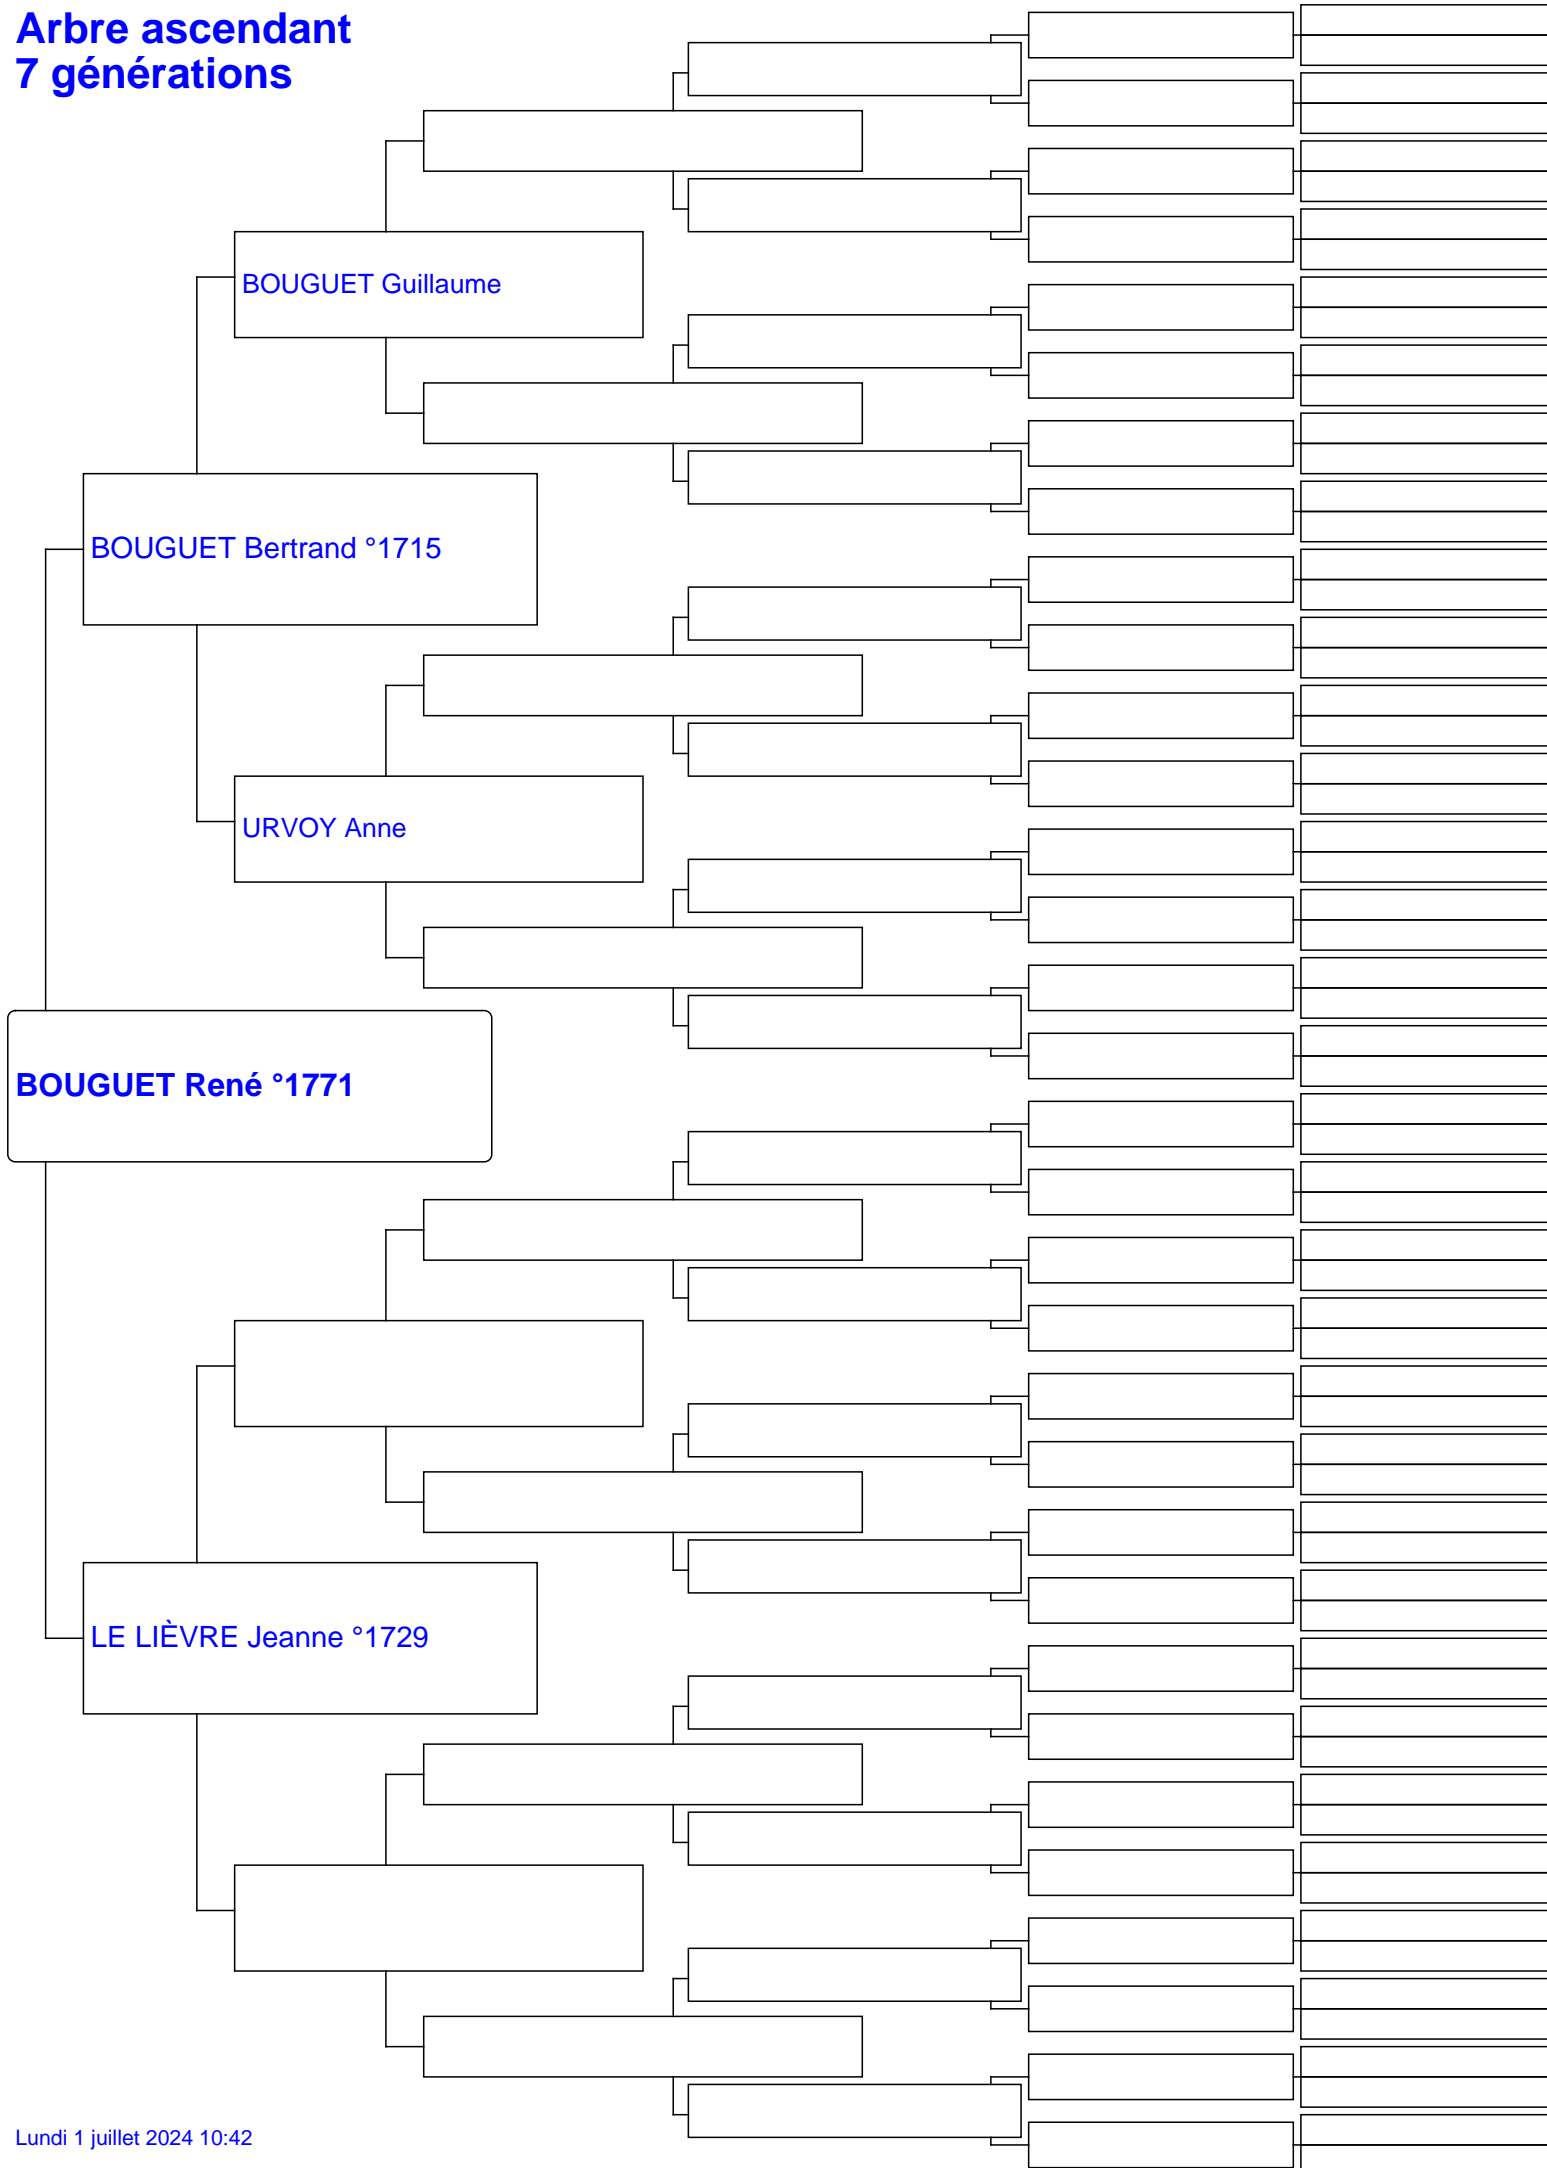 Arbre ascendant
7 générations
BOUGUET Guillaume
BOUGUET Bertrand °1715
URVOY Anne
BOUGUET René °1771
LE LIÈVRE Jeanne °1729
Lundi 1 juillet 2024 10:42